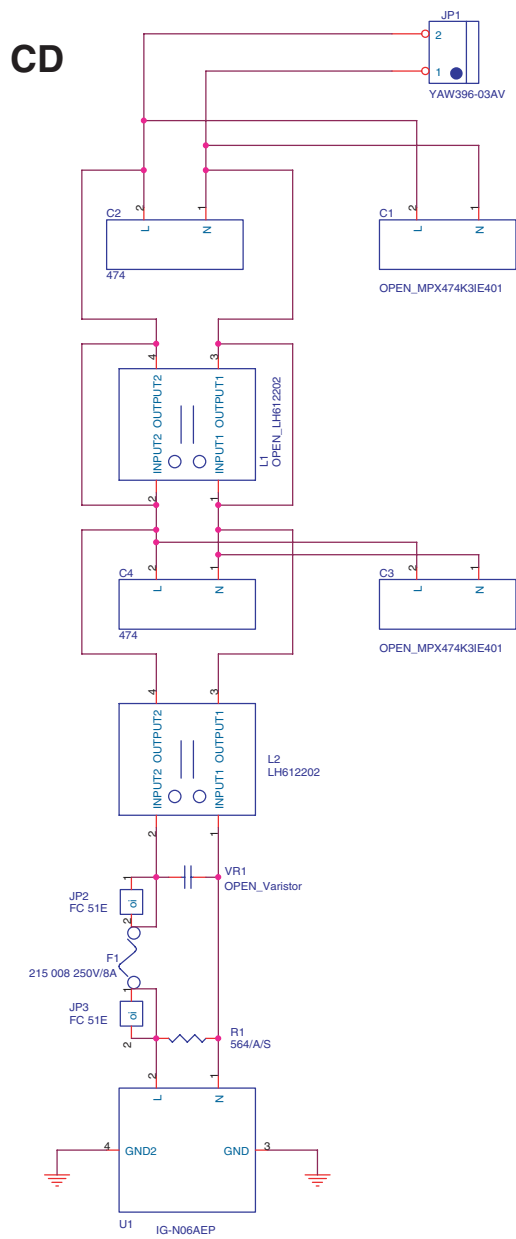 JP1
CD
2
1
YAW396-03AV
2
1
2
1
C2
L
N
C1
L
N
474
OPEN_MPX474K3IE401
4
3
INPUT2 OUTPUT2
INPUT1 OUTPUT1
L1
OPEN_LH612202
2
1
2
1
2
1
C4
L
N
C3
L
N
474
OPEN_MPX474K3IE401
4
3
INPUT2 OUTPUT2
INPUT1 OUTPUT1
L2
LH612202
2
1
VR1
OPEN_Varistor
1
JP2
FC 51E
2
F1
215 008 250V/8A
1
JP3
FC 51E
2
R1
564/A/S
2
1
L
N
4
GND2
GND
3
U1
IG-N06AEP